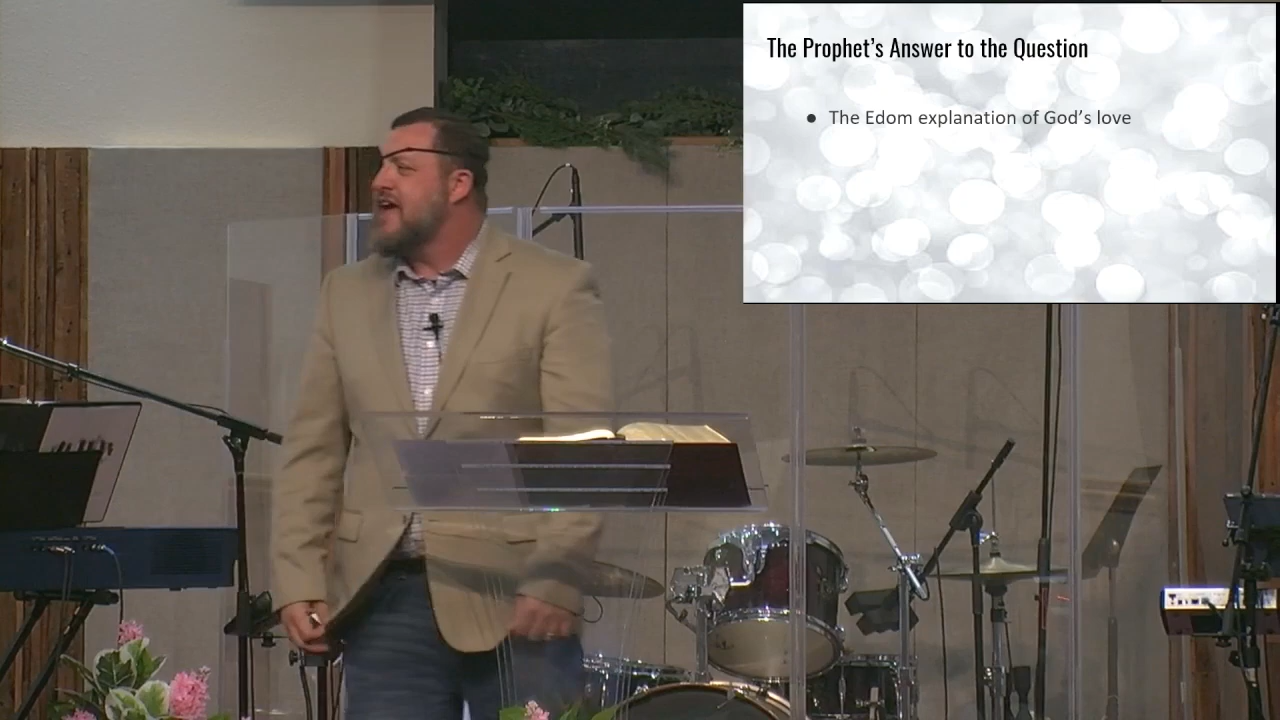 The Prophet’s Answer to the Question
● The Edom explanation of God’s love